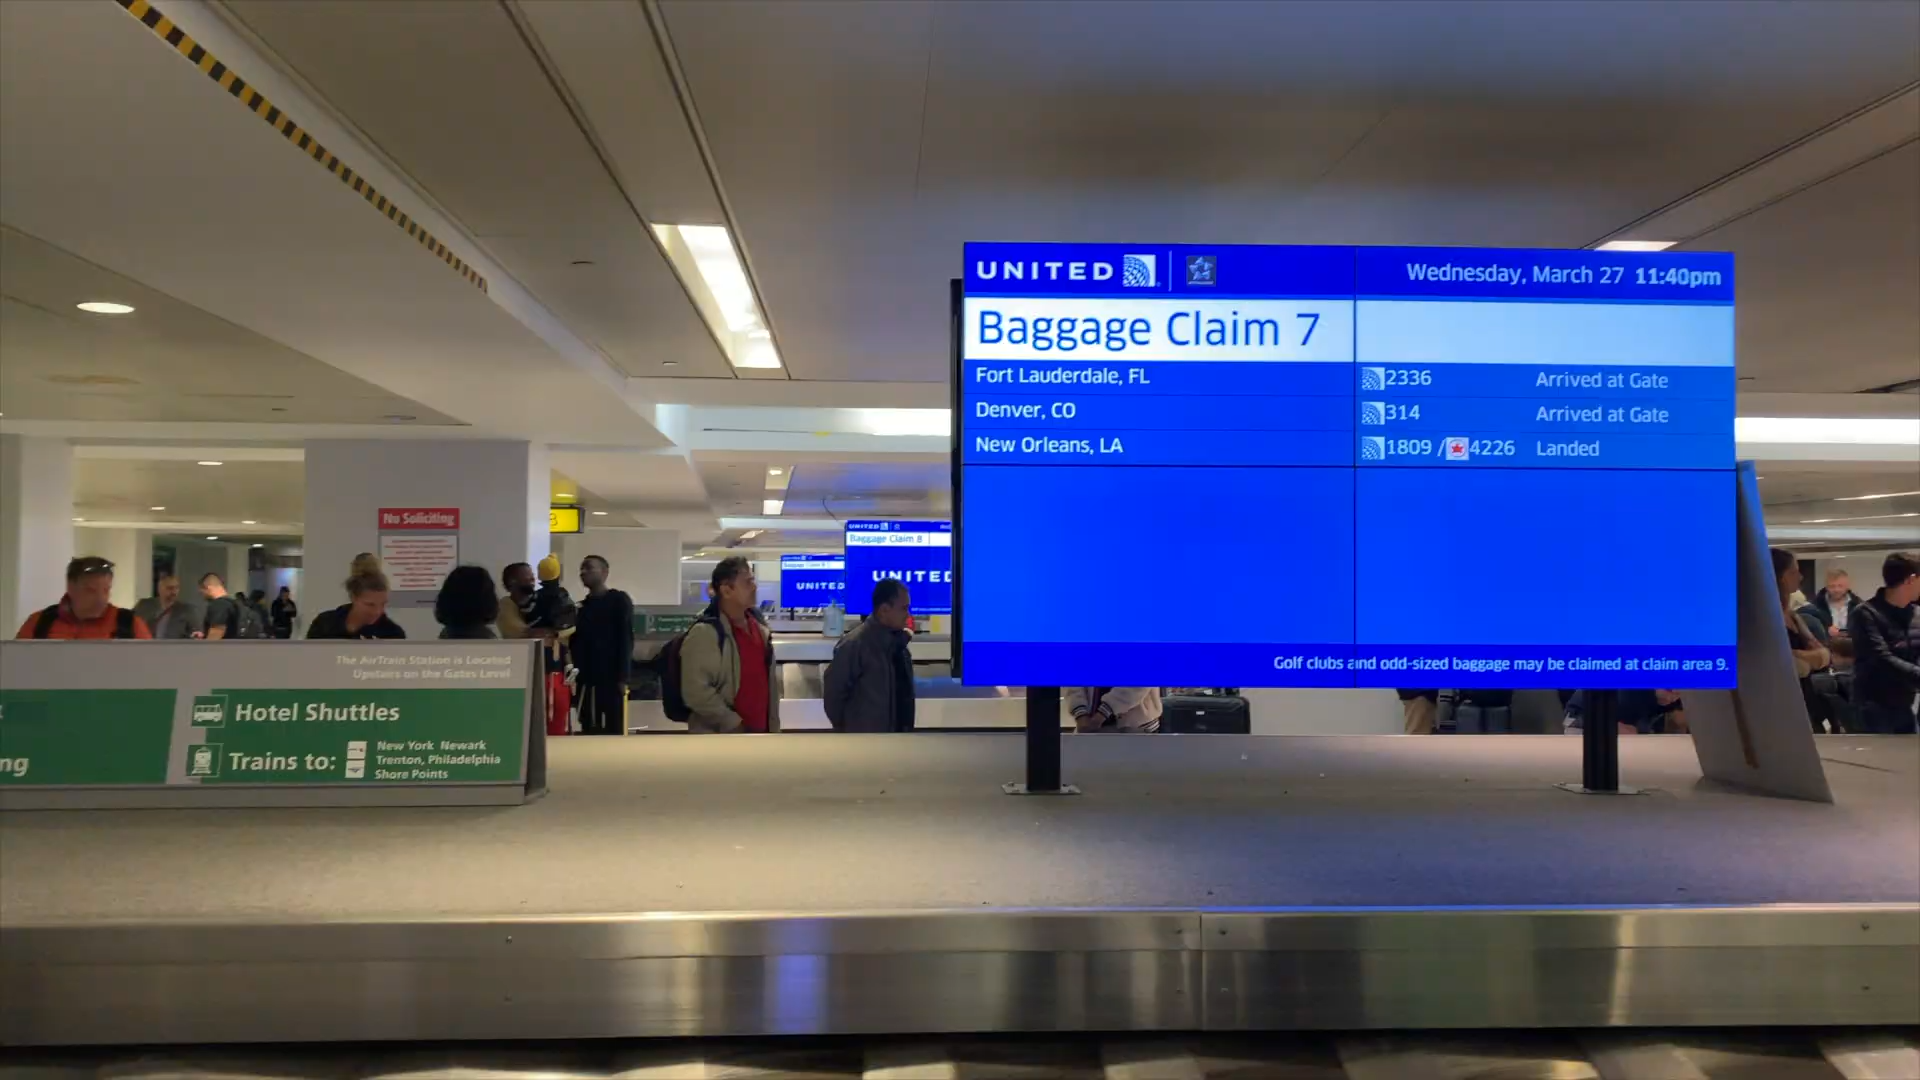 UNITED
Wednesday, March 27 11:40pm
Baggage Claim 7
Fort Lauderdale, FL 2336 Arrived at Gate
Denver, CO 314 Arrived at Gate
New Orleans, LA 1809 / 4226 Landed
Golf clubs and odd-sized baggage may be claimed at claim area 9.
No Soliciting
UNITED
Baggage Claim 8
UNITED
UNITED
The AirTrain Station is Located
Upstairs on the Gates Level
ng
Hotel Shuttles
Trains to:
New York Newark
Trenton, Philadelphia
Shore Points